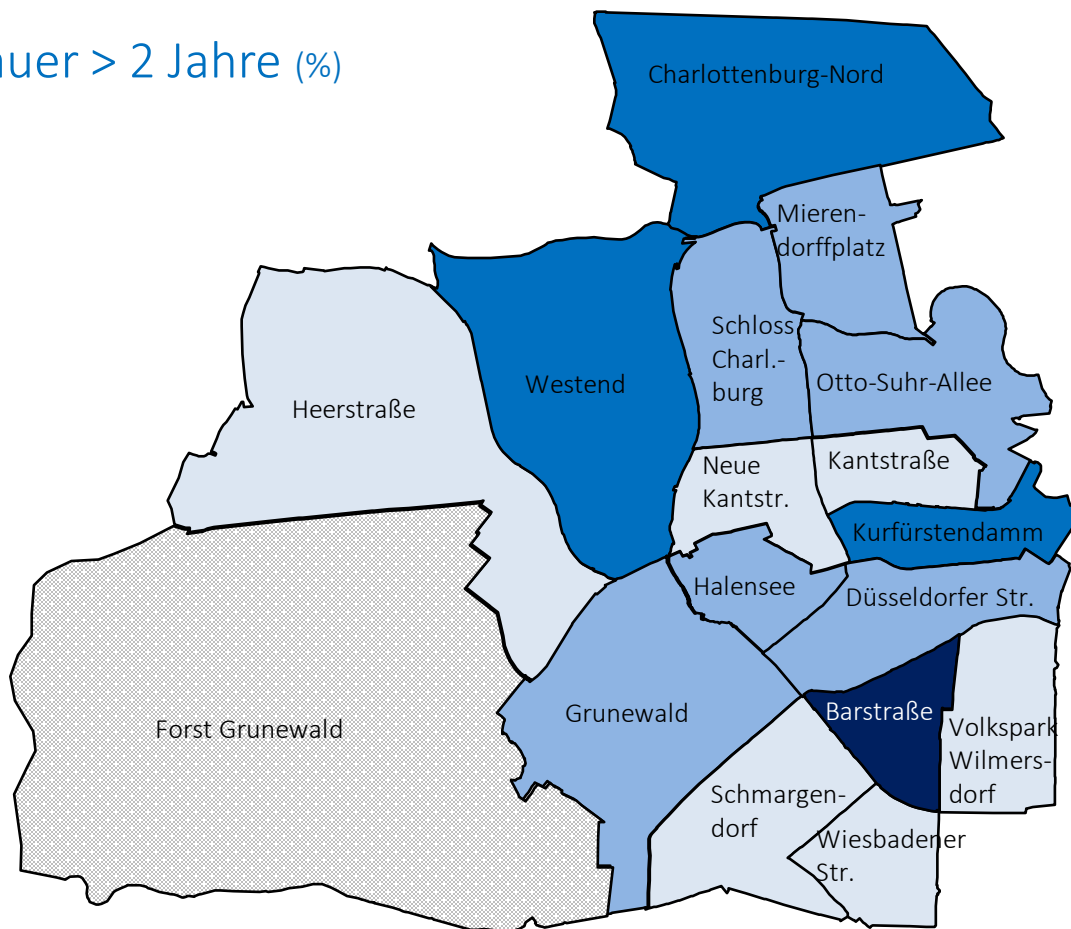 > 2 Jahre (%)
Charlottenburg-Nord
Mieren-
dorffplatz
Schloss
Charl.-
burg
Otto-Suhr-Allee
Westend
Heerstraße
Neue
Kantstr.
Kantstraße
Kurfürstendamm
Halensee
Düsseldorfer Str.
Forst Grunewald
Grunewald
Barstraße
Volkspark
Wilmers-
dorf
Schmargen-
dorf
Wiesbadener
Str.